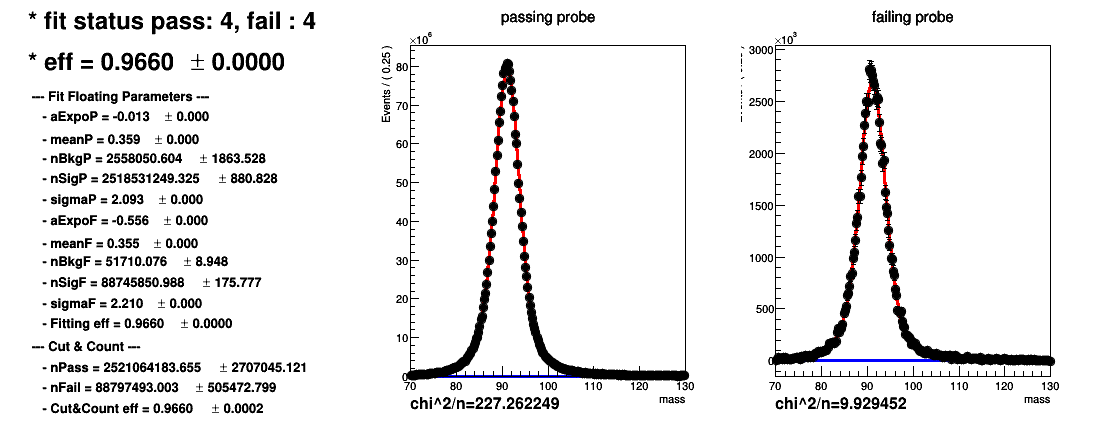 * fit status pass: 4, fail : 4
* eff = 0.9660 ± 0.0000
--- Fit Floating Parameters ---
- aExpoP = -0.013 ± 0.000
- meanP = 0.359 ± 0.000
- nBkgP = 2558050.604 ± 1863.528
- nSigP = 2518531249.325 ± 880.828
- sigmaP = 2.093 ± 0.000
- aExpoF = -0.556 ± 0.000
- meanF = 0.355 ± 0.000
- nBkgF = 51710.076 ± 8.948
- nSigF = 88745850.988 ± 175.777
- sigmaF = 2.210 ± 0.000
- Fitting eff = 0.9660 ± 0.0000
--- Cut & Count ---
- nPass = 2521064183.655 ± 2707045.121
- nFail = 88797493.003 ± 505472.799
- Cut&Count eff = 0.9660 ± 0.0002
passing probe
×10^6
Events / ( 0.25 )
80
70
60
50
40
30
20
10
0
70 80 90 100 110 120 130
mass
chi^2/n=227.262249
failing probe
×10^3
3000
2500
2000
1500
1000
500
0
70 80 90 100 110 120 130
mass
chi^2/n=9.929452